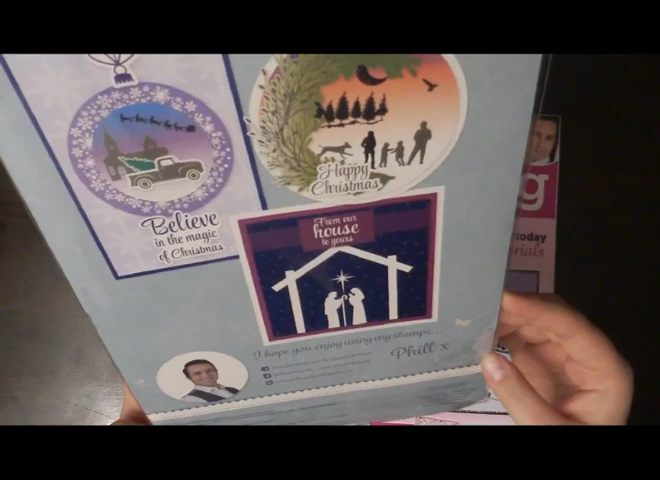 Believe
in the magic
of Christmas
Happy
Christmas
From our
house
to yours
I hope you enjoy using my stamps...
Phill x
g
today
rials